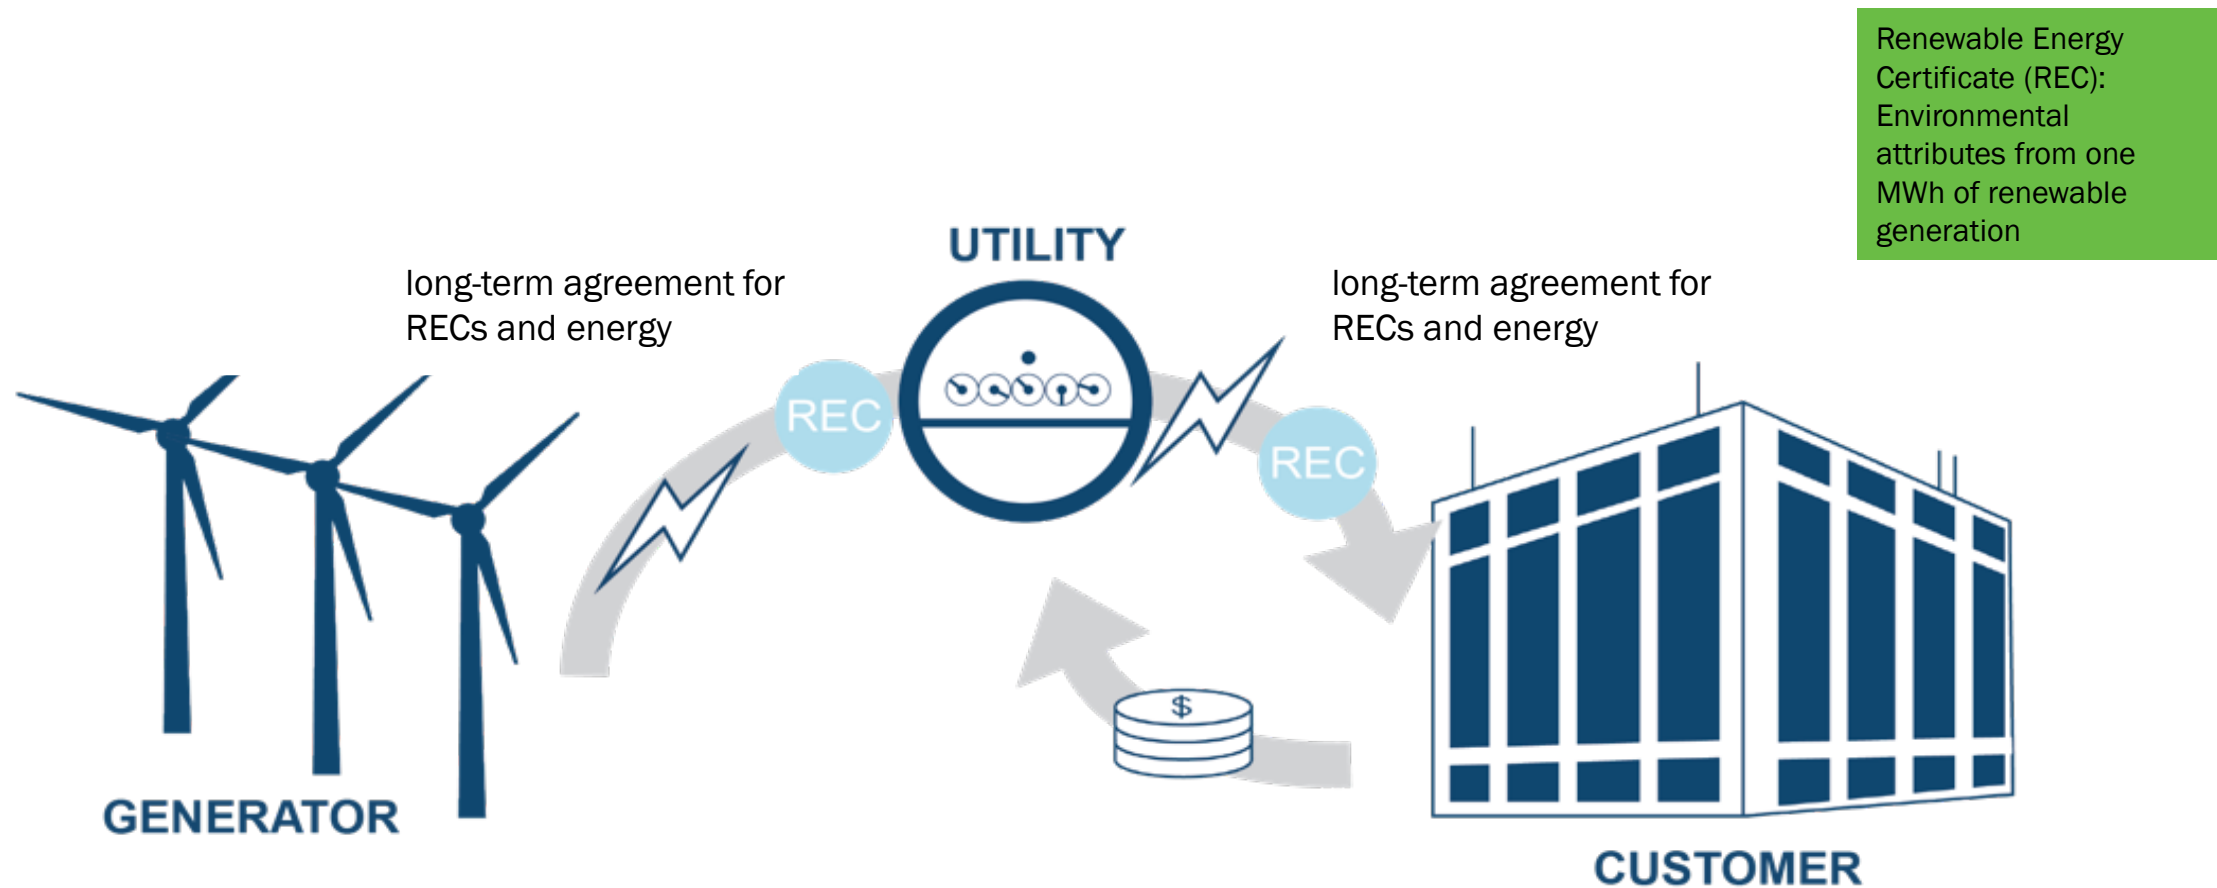 Renewable Energy
Certificate (REC):
Environmental
attributes from one
MWh of renewable
generation
UTILITY
long-term agreement for
RECs and energy
long-term agreement for
RECs and energy
REC
REC
$
GENERATOR
CUSTOMER